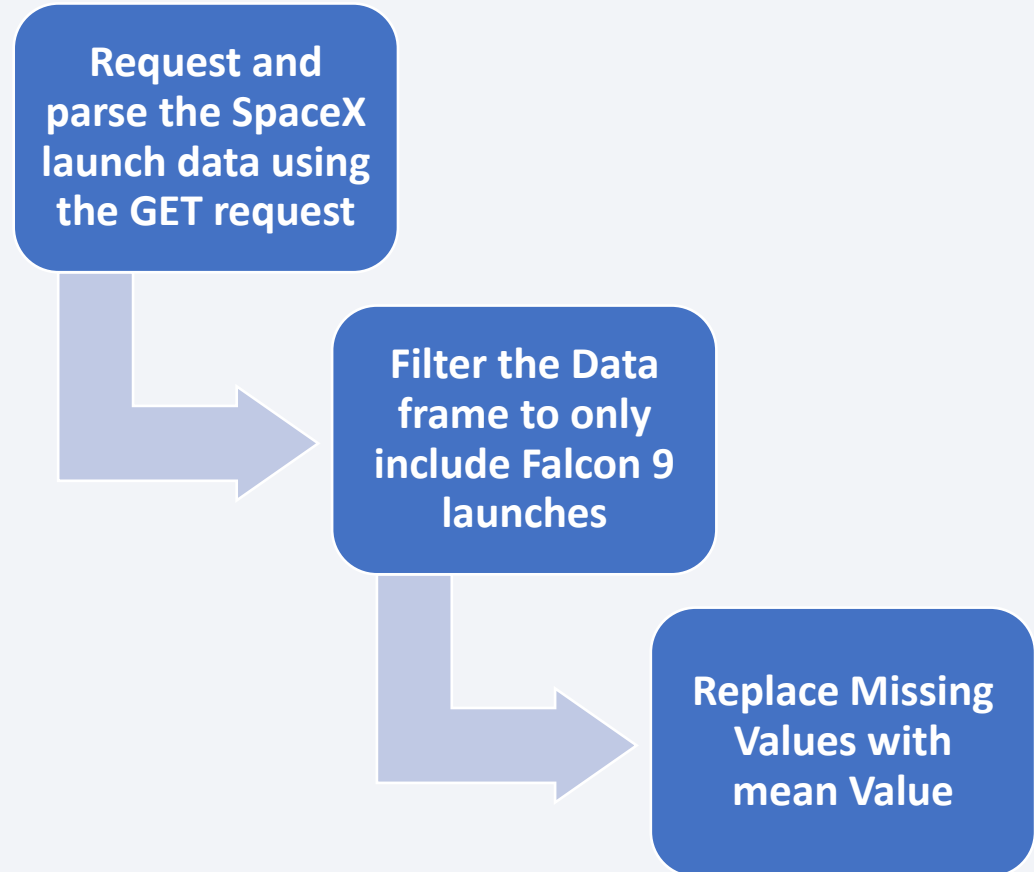 Request and
parse the SpaceX
launch data using
the GET request
Filter the Data
frame to only
include Falcon 9
launches
Replace Missing
Values with
mean Value